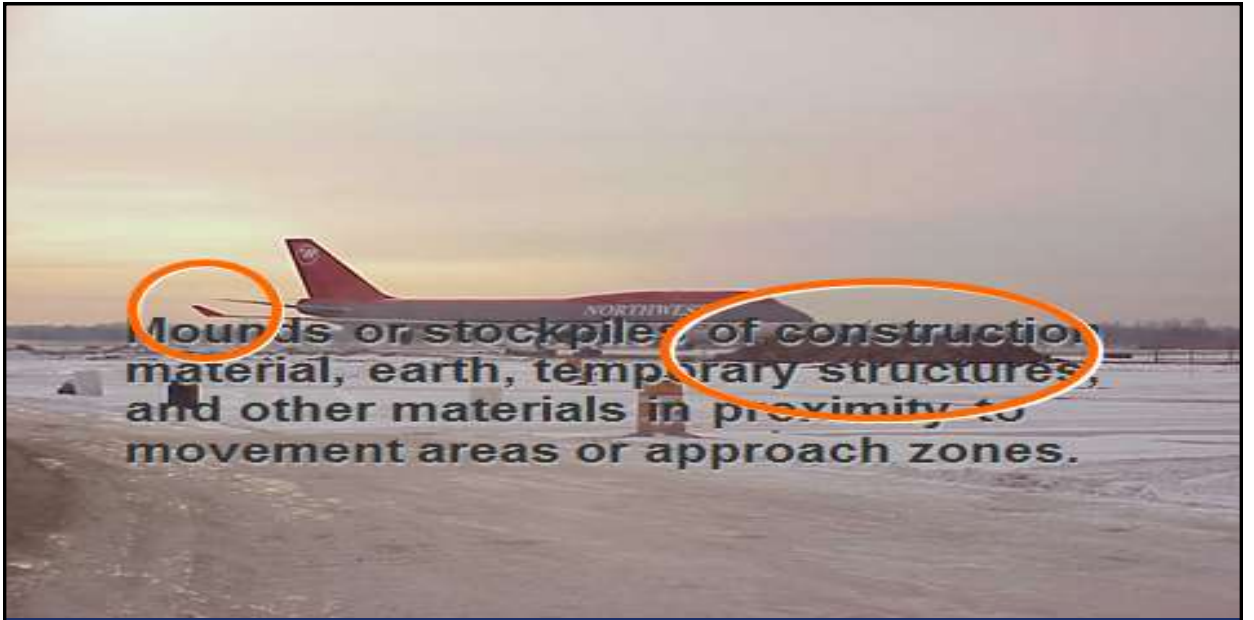 NORTHWES
Mounds or stockpiles of construction
material, earth, temporary structures,
and other materials in proximity to
movement areas or approach zones.